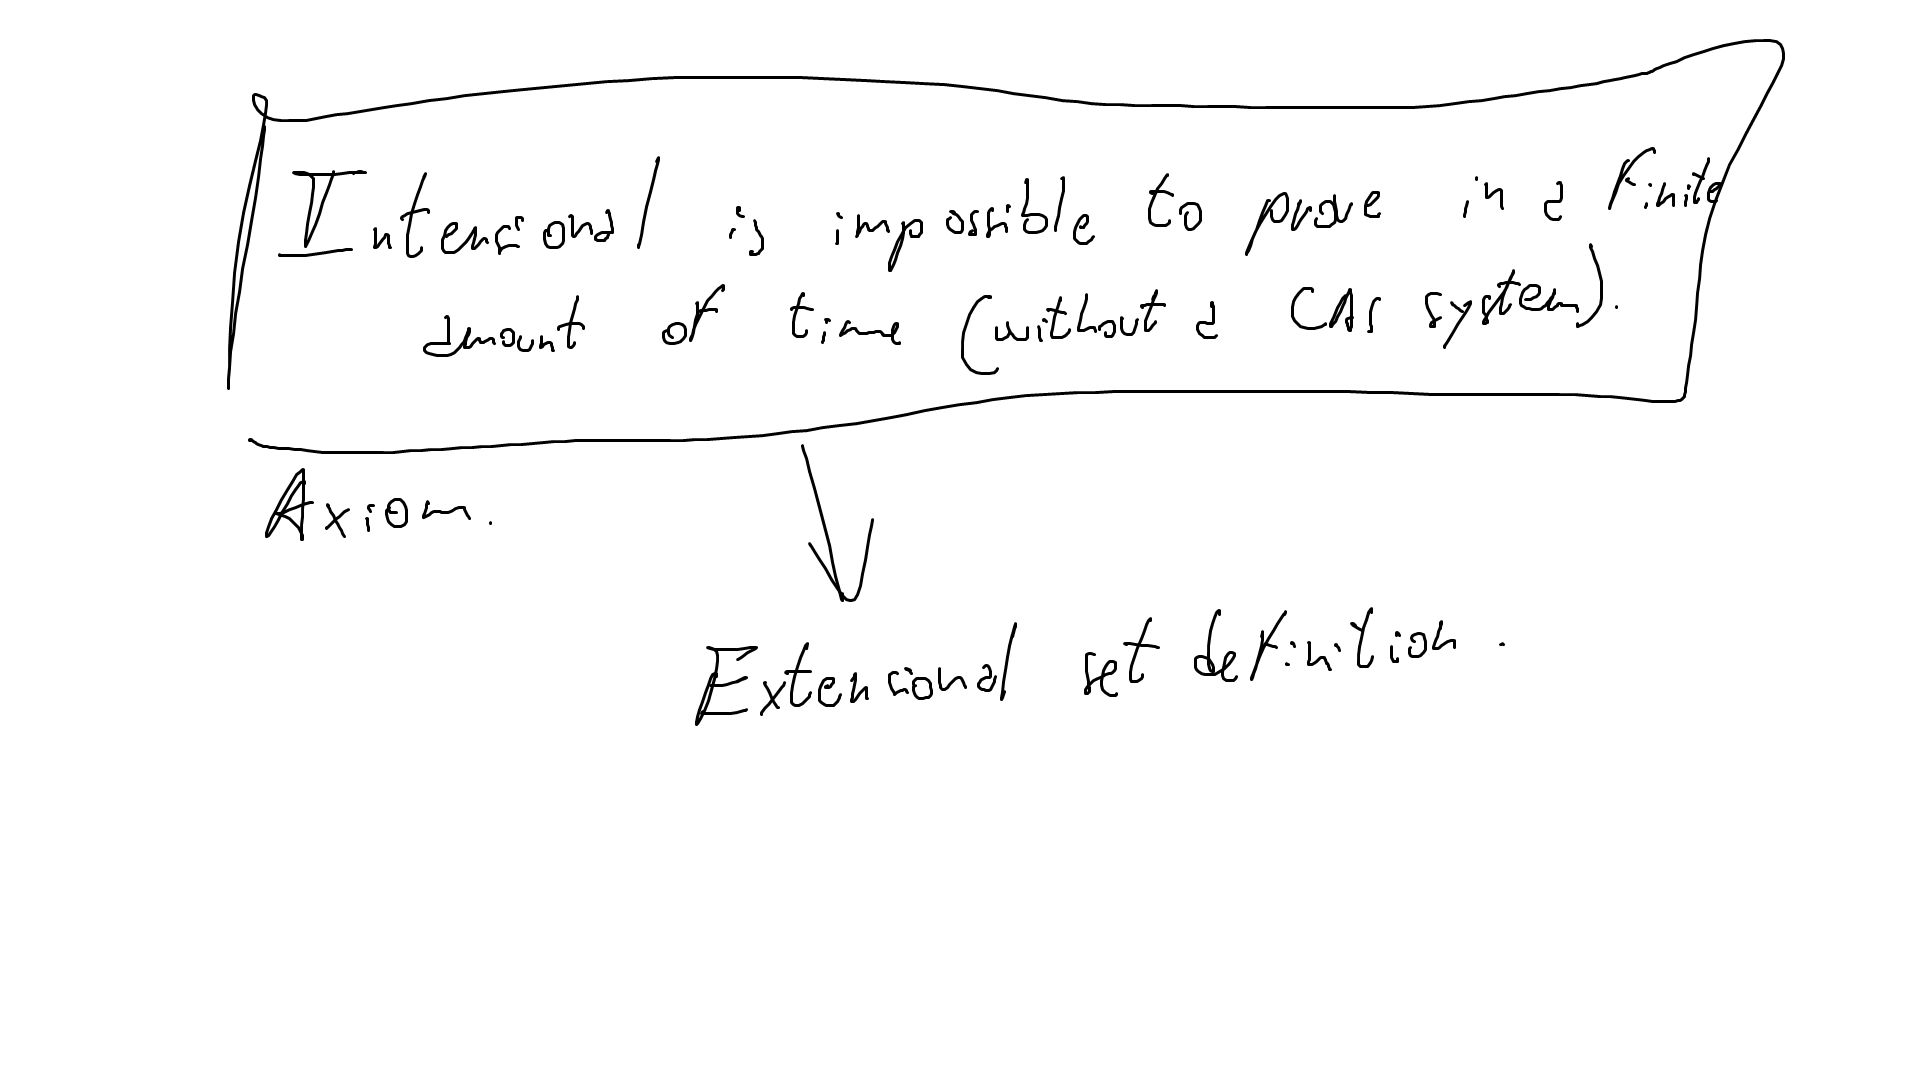 Intensional is impossible to prove in a finite
amount of time (without a CAS system).
Axiom.
Extensional set definition.